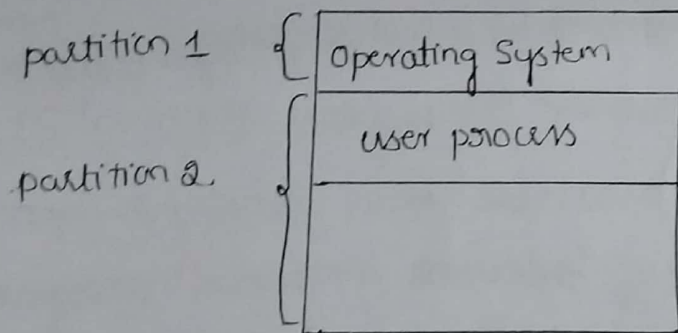 partition 1
Operating System
user process
partition 2